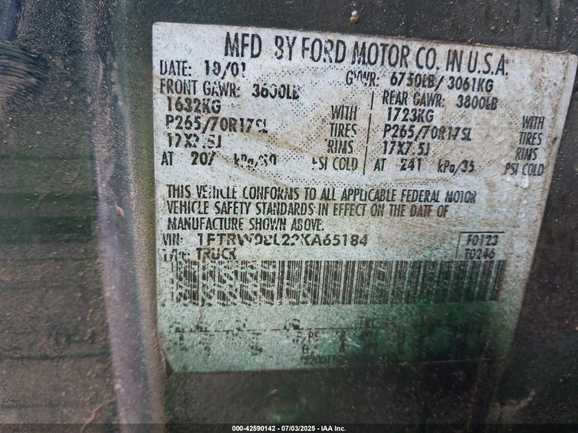 MFD BY FORD MOTOR CO. IN U.S.A.
DATE: 10/01 GVWR: 6750LB/ 3061KG
FRONT GAWR: 3600LB REAR GAWR: 3800LB
1632KG WITH 1723KG WITH
P265/70R17SL TIRES P265/70R17SL TIRES
17X7.5J RIMS 17X7.5J RIMS
AT kPa/ PSI COLD AT 241 kPa/35 PSI COLD
THIS VEHICLE CONFORMS TO ALL APPLICABLE FEDERAL MOTOR
VEHICLE SAFETY STANDARDS IN EFFECT ON THE DATE OF
MANUFACTURE SHOWN ABOVE.
VIN: F0123
TYPE: TRUCK T0246
000-42590142 - 07/03/2025 - IAA Inc.